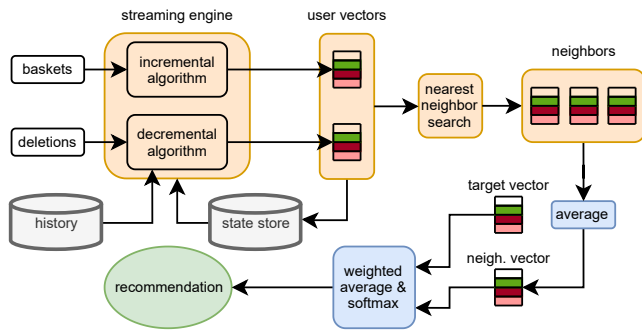 streaming engine
user vectors
neighbors
baskets
incremental
algorithm
nearest
neighbor
search
deletions
decremental
algorithm
history
state store
target vector
average
neigh. vector
recommendation
weighted
average &
softmax